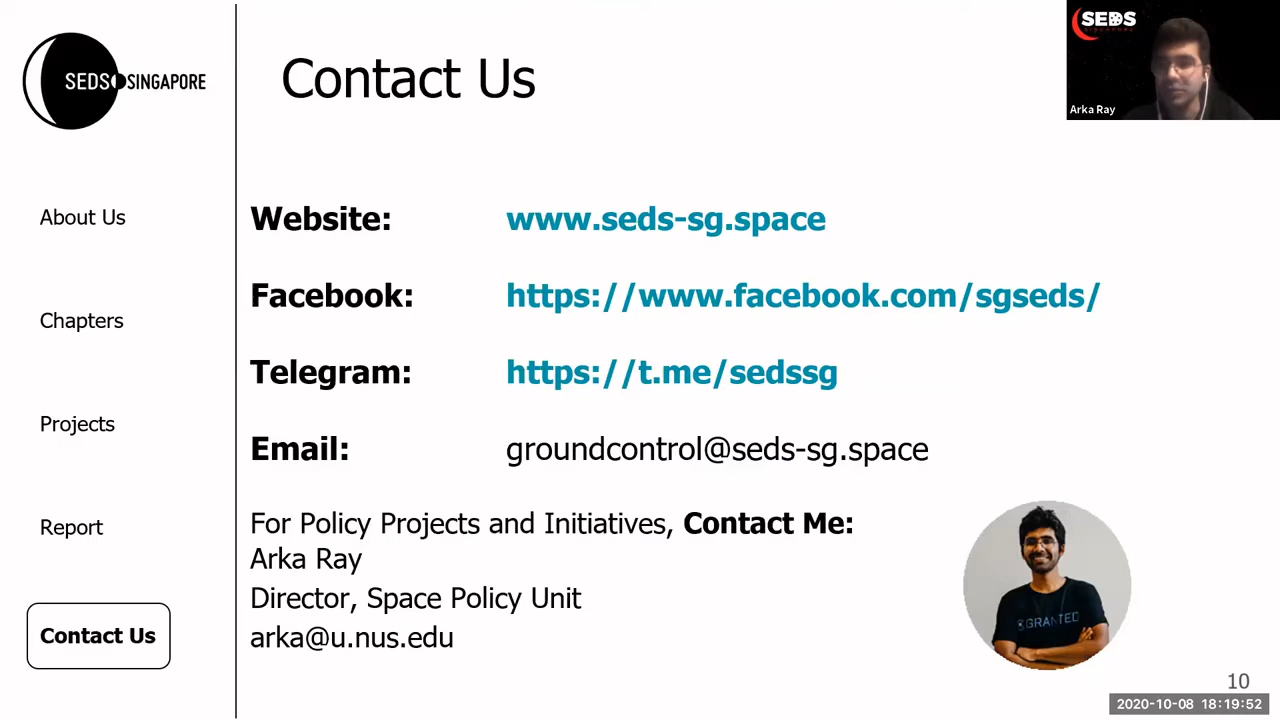 SEDS SINGAPORE
Contact Us
SEDS
SINGAPORE
Arka Ray
About Us
Chapters
Projects
Report
Contact Us
Website: www.seds-sg.space
Facebook: https://www.facebook.com/sgseds/
Telegram: https://t.me/sedssg
Email: groundcontrol@seds-sg.space
For Policy Projects and Initiatives, Contact Me:
Arka Ray
Director, Space Policy Unit
arka@u.nus.edu
GRANTED
10
2020-10-08 18:19:52